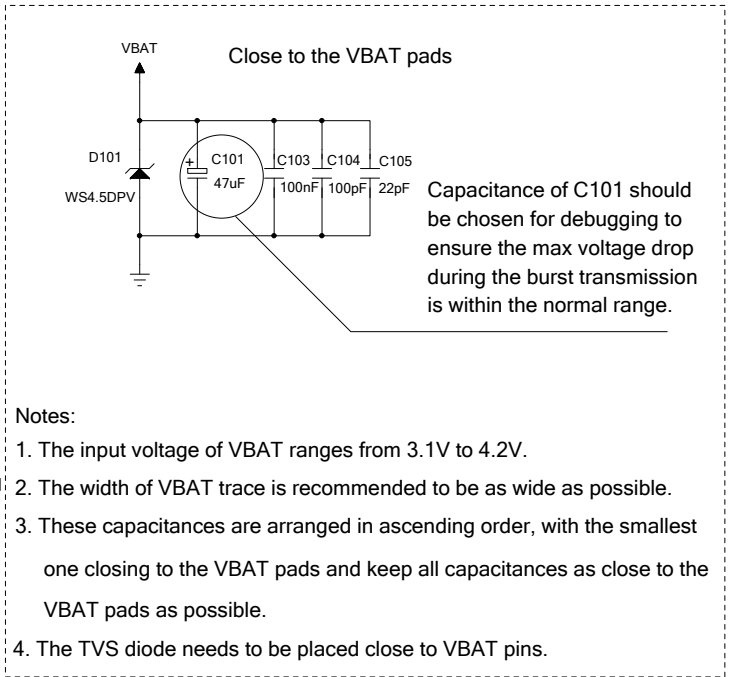 VBAT
Close to the VBAT pads
D101
WS4.5DPV
+
C101
47uF
C103
100nF
C104
100pF
C105
22pF
Capacitance of C101 should
be chosen for debugging to
ensure the max voltage drop
during the burst transmission
is within the normal range.
Notes:
1. The input voltage of VBAT ranges from 3.1V to 4.2V.
2. The width of VBAT trace is recommended to be as wide as possible.
3. These capacitances are arranged in ascending order, with the smallest
one closing to the VBAT pads and keep all capacitances as close to the
VBAT pads as possible.
4. The TVS diode needs to be placed close to VBAT pins.